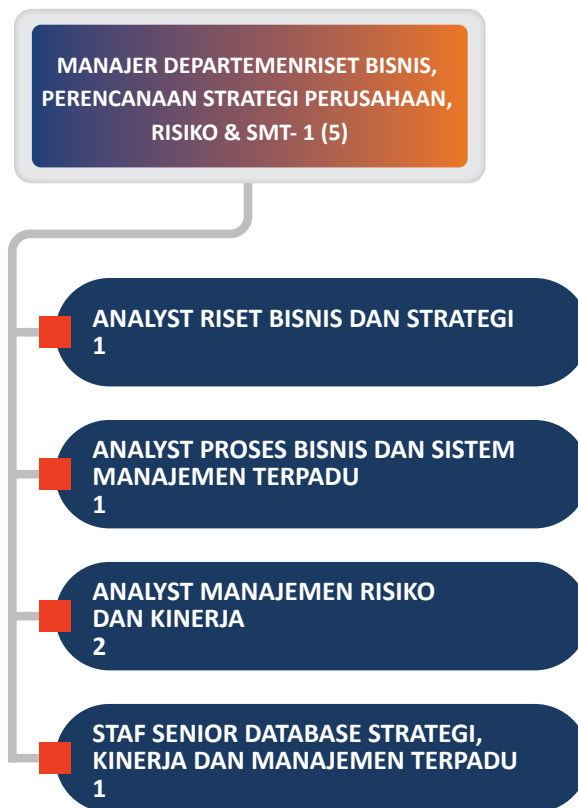 MANAJER DEPARTEMENRISET BISNIS,
PERENCANAAN STRATEGI PERUSAHAAN,
RISIKO & SMT- 1 (5)
ANALYST RISET BISNIS DAN STRATEGI
1
ANALYST PROSES BISNIS DAN SISTEM
MANAJEMEN TERPADU
1
ANALYST MANAJEMEN RISIKO
DAN KINERJA
2
STAF SENIOR DATABASE STRATEGI,
KINERJA DAN MANAJEMEN TERPADU
1